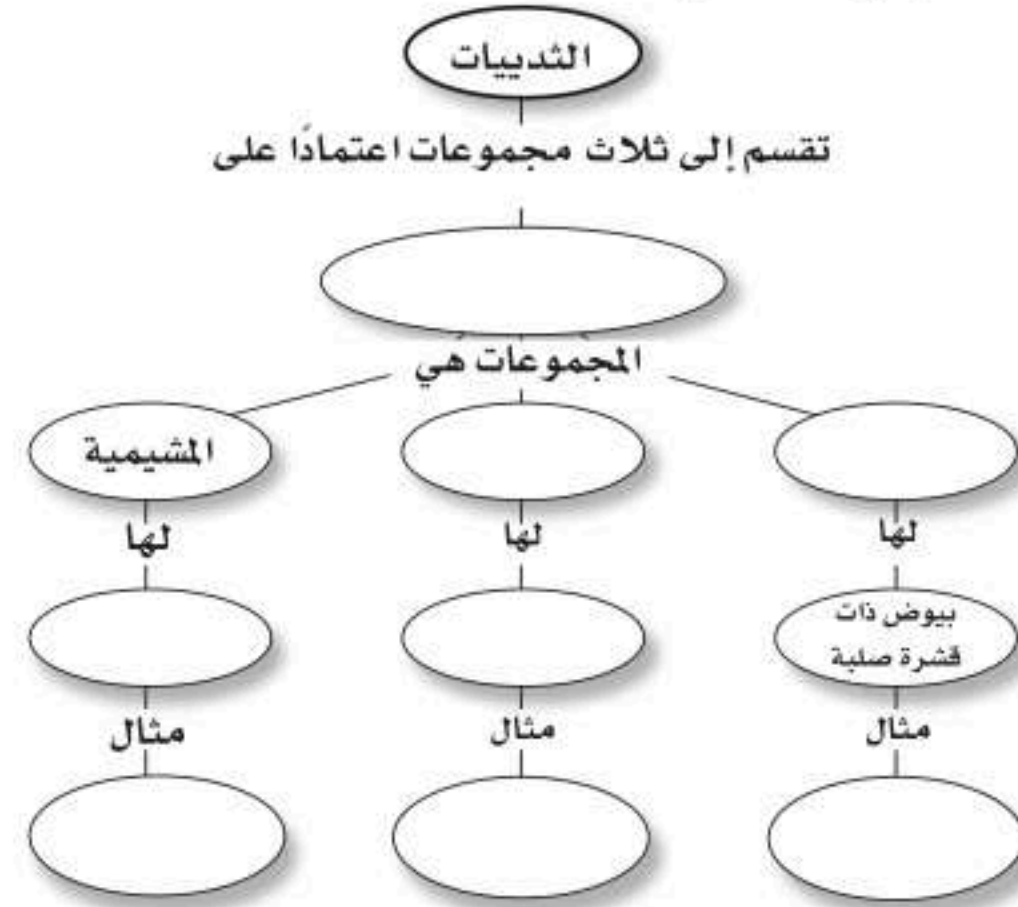 الثدييات
تقسم إلى ثلاث مجموعات اعتمادًا على
المجموعات هي
المشيمية
لها
لها
لها
بيوض ذات
قشرة صلبة
مثال
مثال
مثال